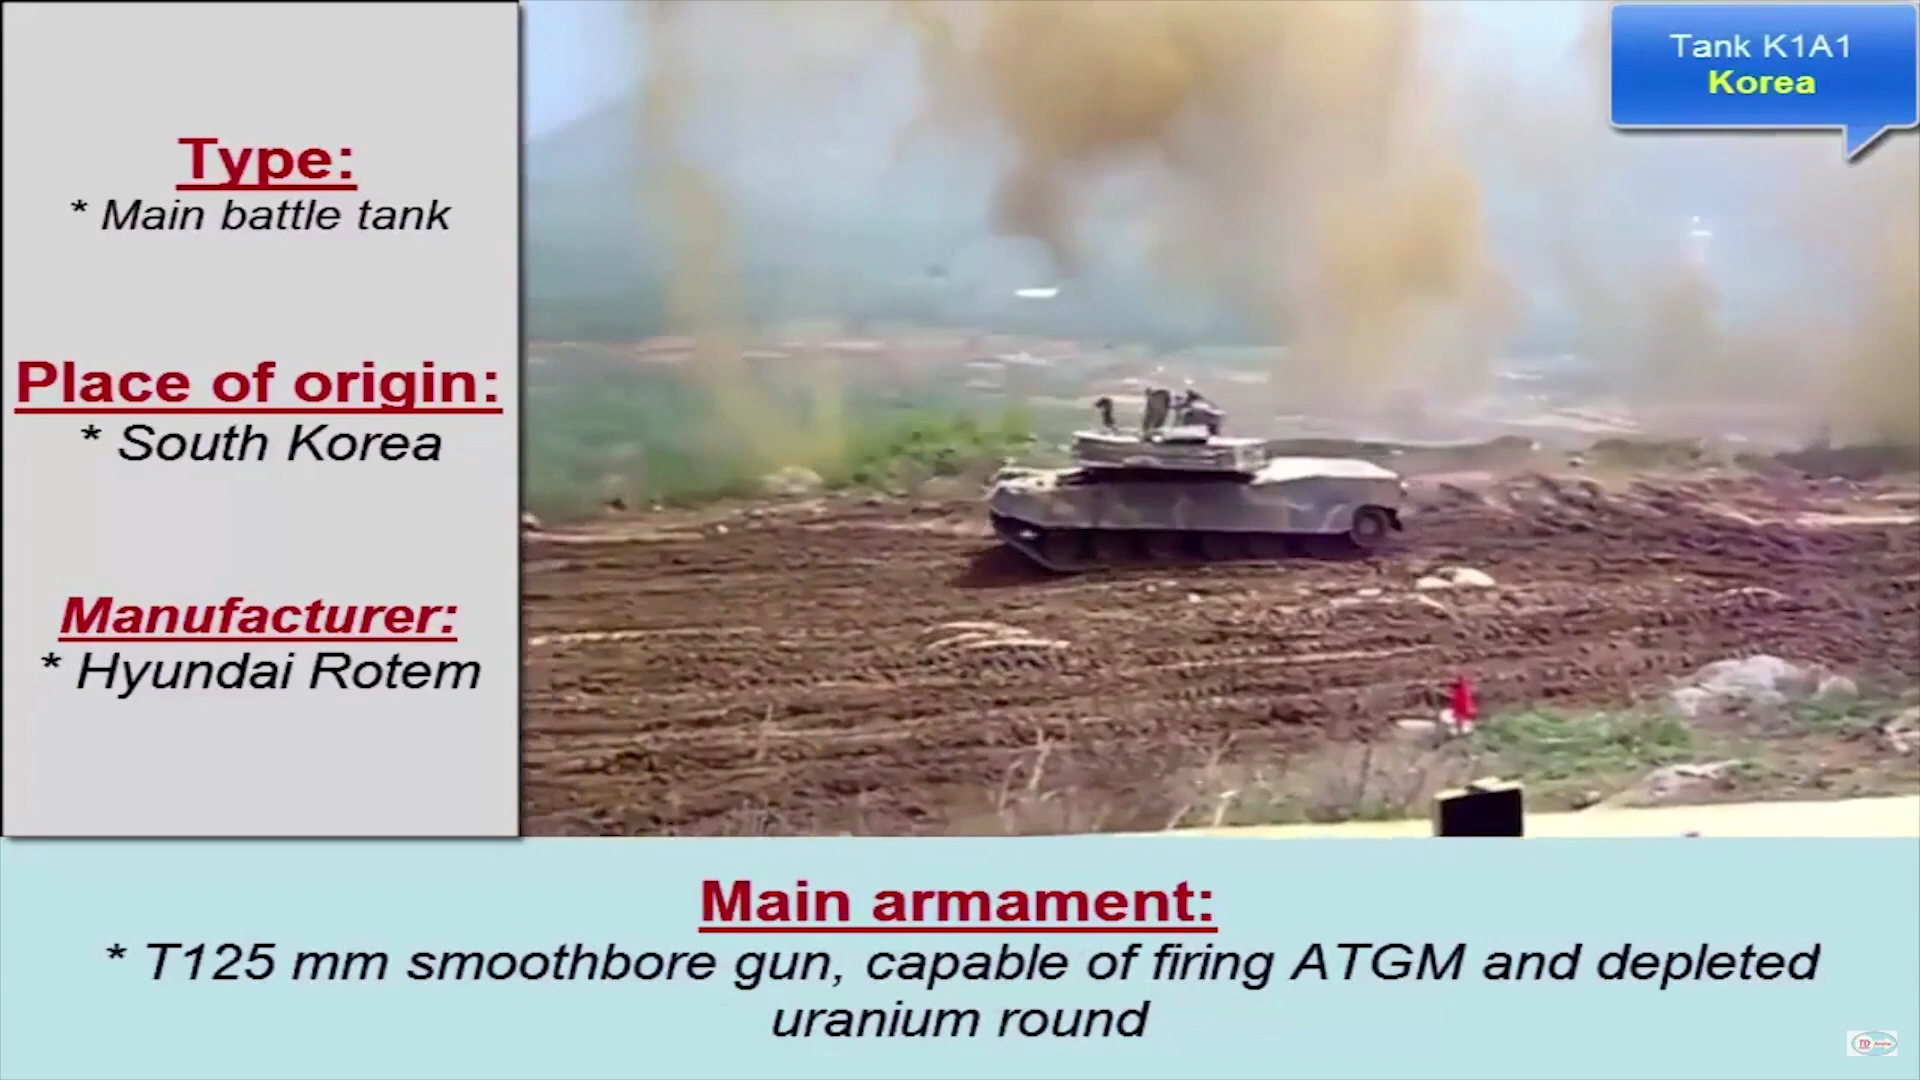 Tank K1A1
Korea
Type:
* Main battle tank
Place of origin:
* South Korea
Manufacturer:
* Hyundai Rotem
Main armament:
* T125 mm smoothbore gun, capable of firing ATGM and depleted
uranium round
TD